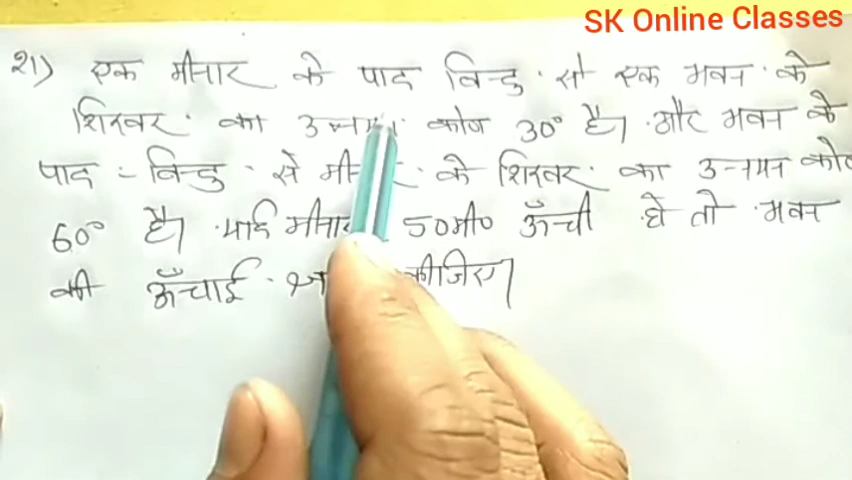 SK Online Classes
21) एक मीनार के पाद विन्दु से एक भवन के
शिखर का उन्नयन कोण 30° है। और भवन के
पाद - विन्दु से के शिखर का उन्नयन कोण
60° है। यदि 50मी० ऊँची हो तो भवन
की ऊँचाई कीजिए।